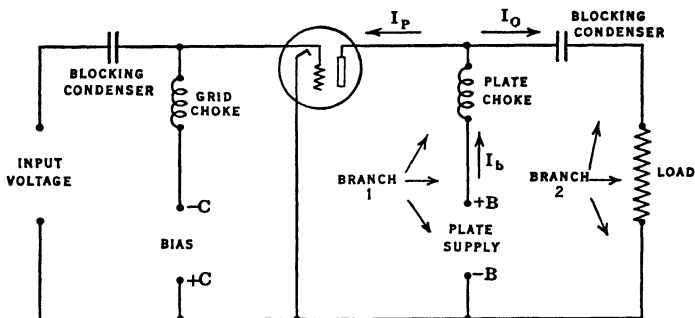 BLOCKING
CONDENSER
I_P
I_O
BLOCKING
CONDENSER
GRID
CHOKE
PLATE
CHOKE
INPUT
VOLTAGE
I_b
BRANCH
1
BRANCH
2
LOAD
-C
BIAS
+C
+B
PLATE
SUPPLY
-B